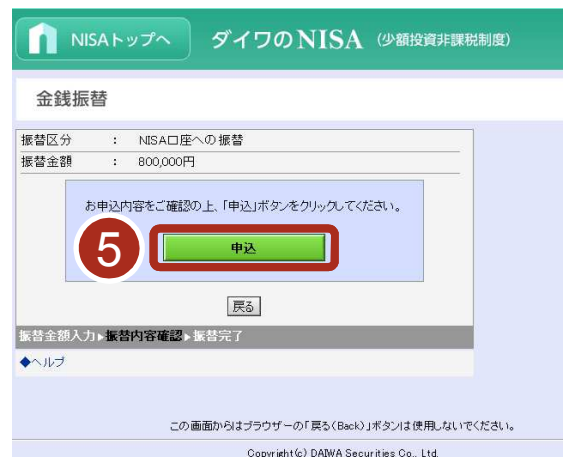 NISAトップへ ダイワのNISA (少額投資非課税制度)
金銭振替
振替区分 : NISA口座への振替
振替金額 : 800,000円
お申込内容をご確認の上、「申込」ボタンをクリックしてください。
5 申込
戻る
振替金額入力▶振替内容確認▶振替完了
◆ヘルプ
この画面からはブラウザーの「戻る(Back)」ボタンは使用しないでください。
Copyright(c) DAIWA Securities Co., Ltd.